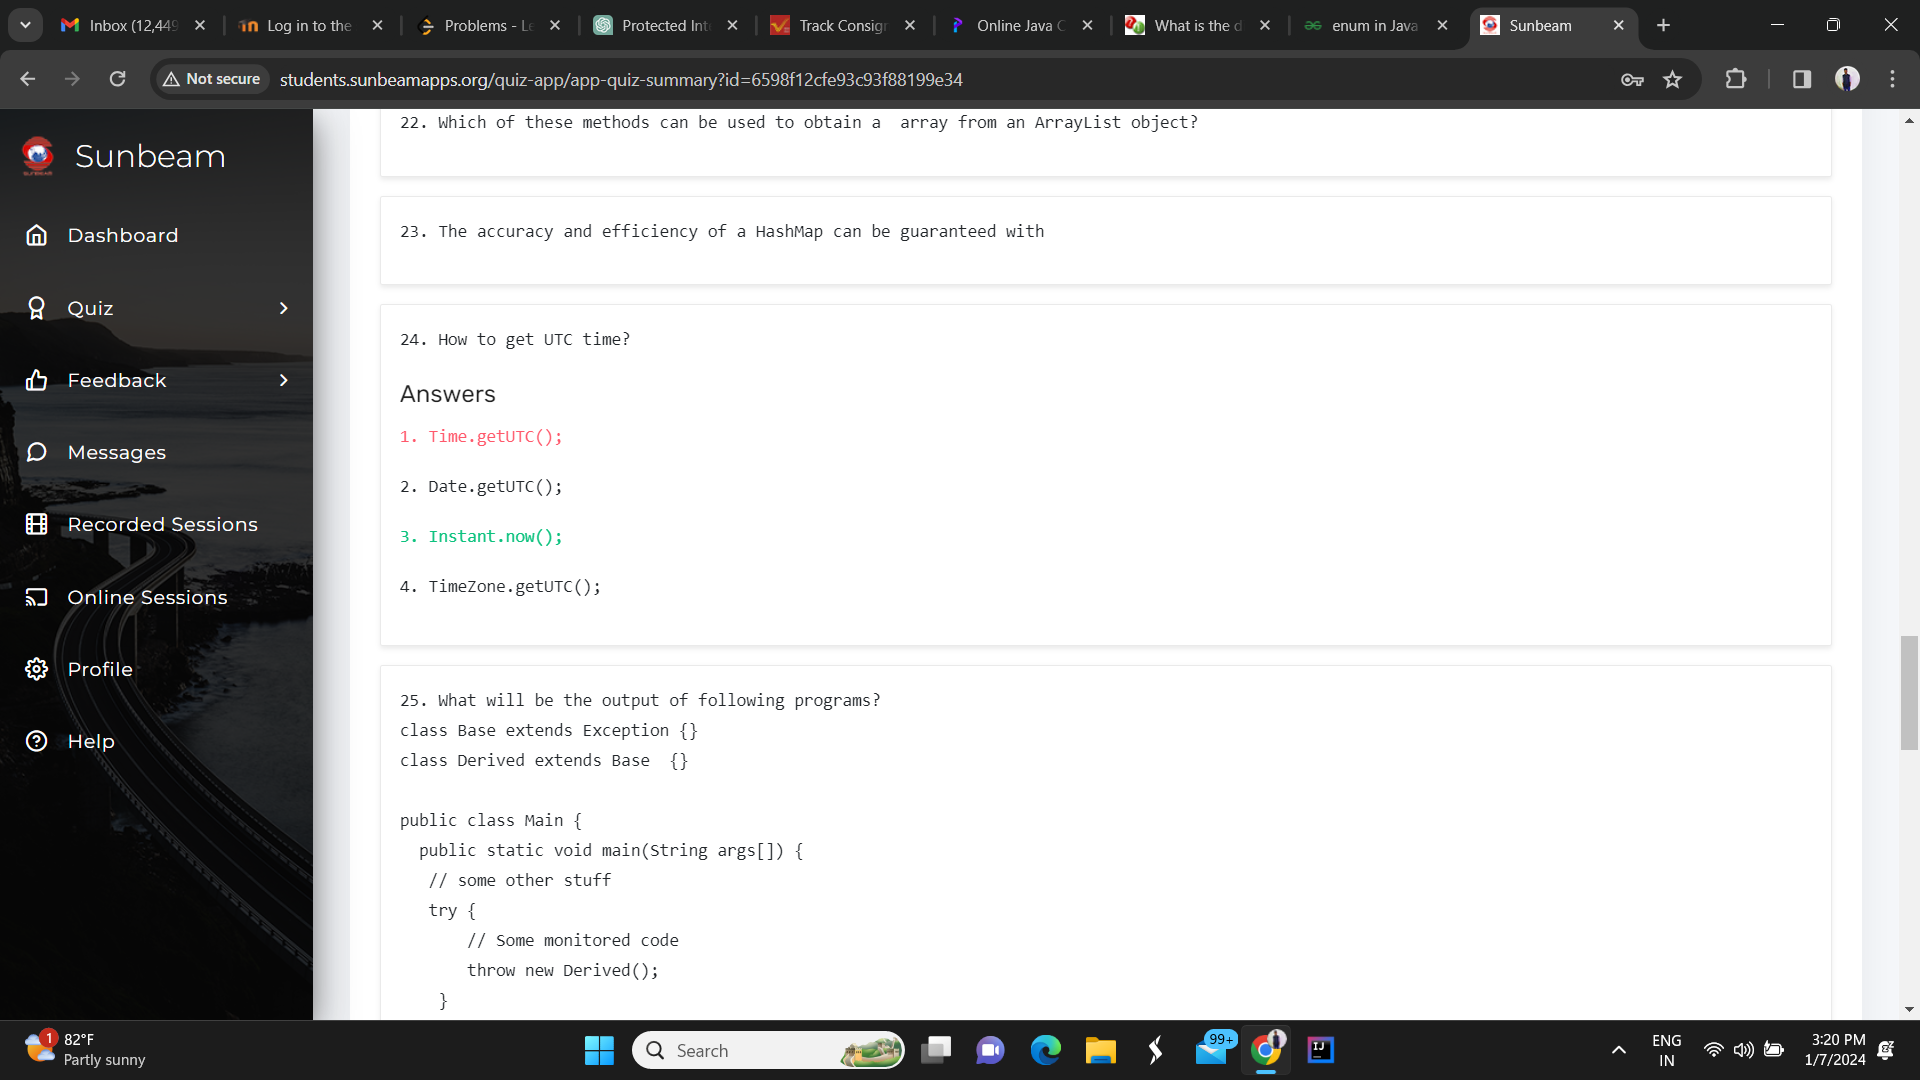 Inbox (12,449
Log in to the
Problems - Le
Protected Inte
Track Consign
Online Java C
What is the d
enum in Java
Sunbeam
Not secure
students.sunbeamapps.org/quiz-app/app-quiz-summary?id=6598f12cfe93c93f88199e34
Sunbeam
Dashboard
Quiz
Feedback
Messages
Recorded Sessions
Online Sessions
Profile
Help
22. Which of these methods can be used to obtain a  array from an ArrayList object?
23. The accuracy and efficiency of a HashMap can be guaranteed with
24. How to get UTC time?
Answers
1. Time.getUTC();
2. Date.getUTC();
3. Instant.now();
4. TimeZone.getUTC();
25. What will be the output of following programs?
class Base extends Exception {}
class Derived extends Base  {}
public class Main {
  public static void main(String args[]) {
   // some other stuff
   try {
       // Some monitored code
       throw new Derived();
    }
1
82°F
Partly sunny
Search
99+
IJ
ENG
IN
3:20 PM
1/7/2024